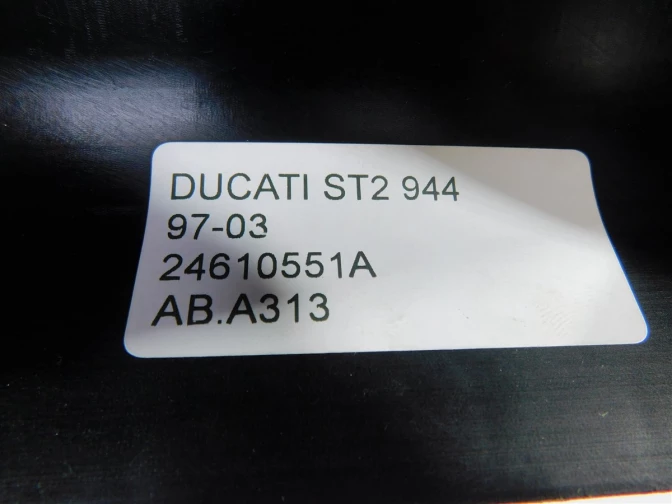 DUCATI ST2 944
97-03
24610551A
AB.A313